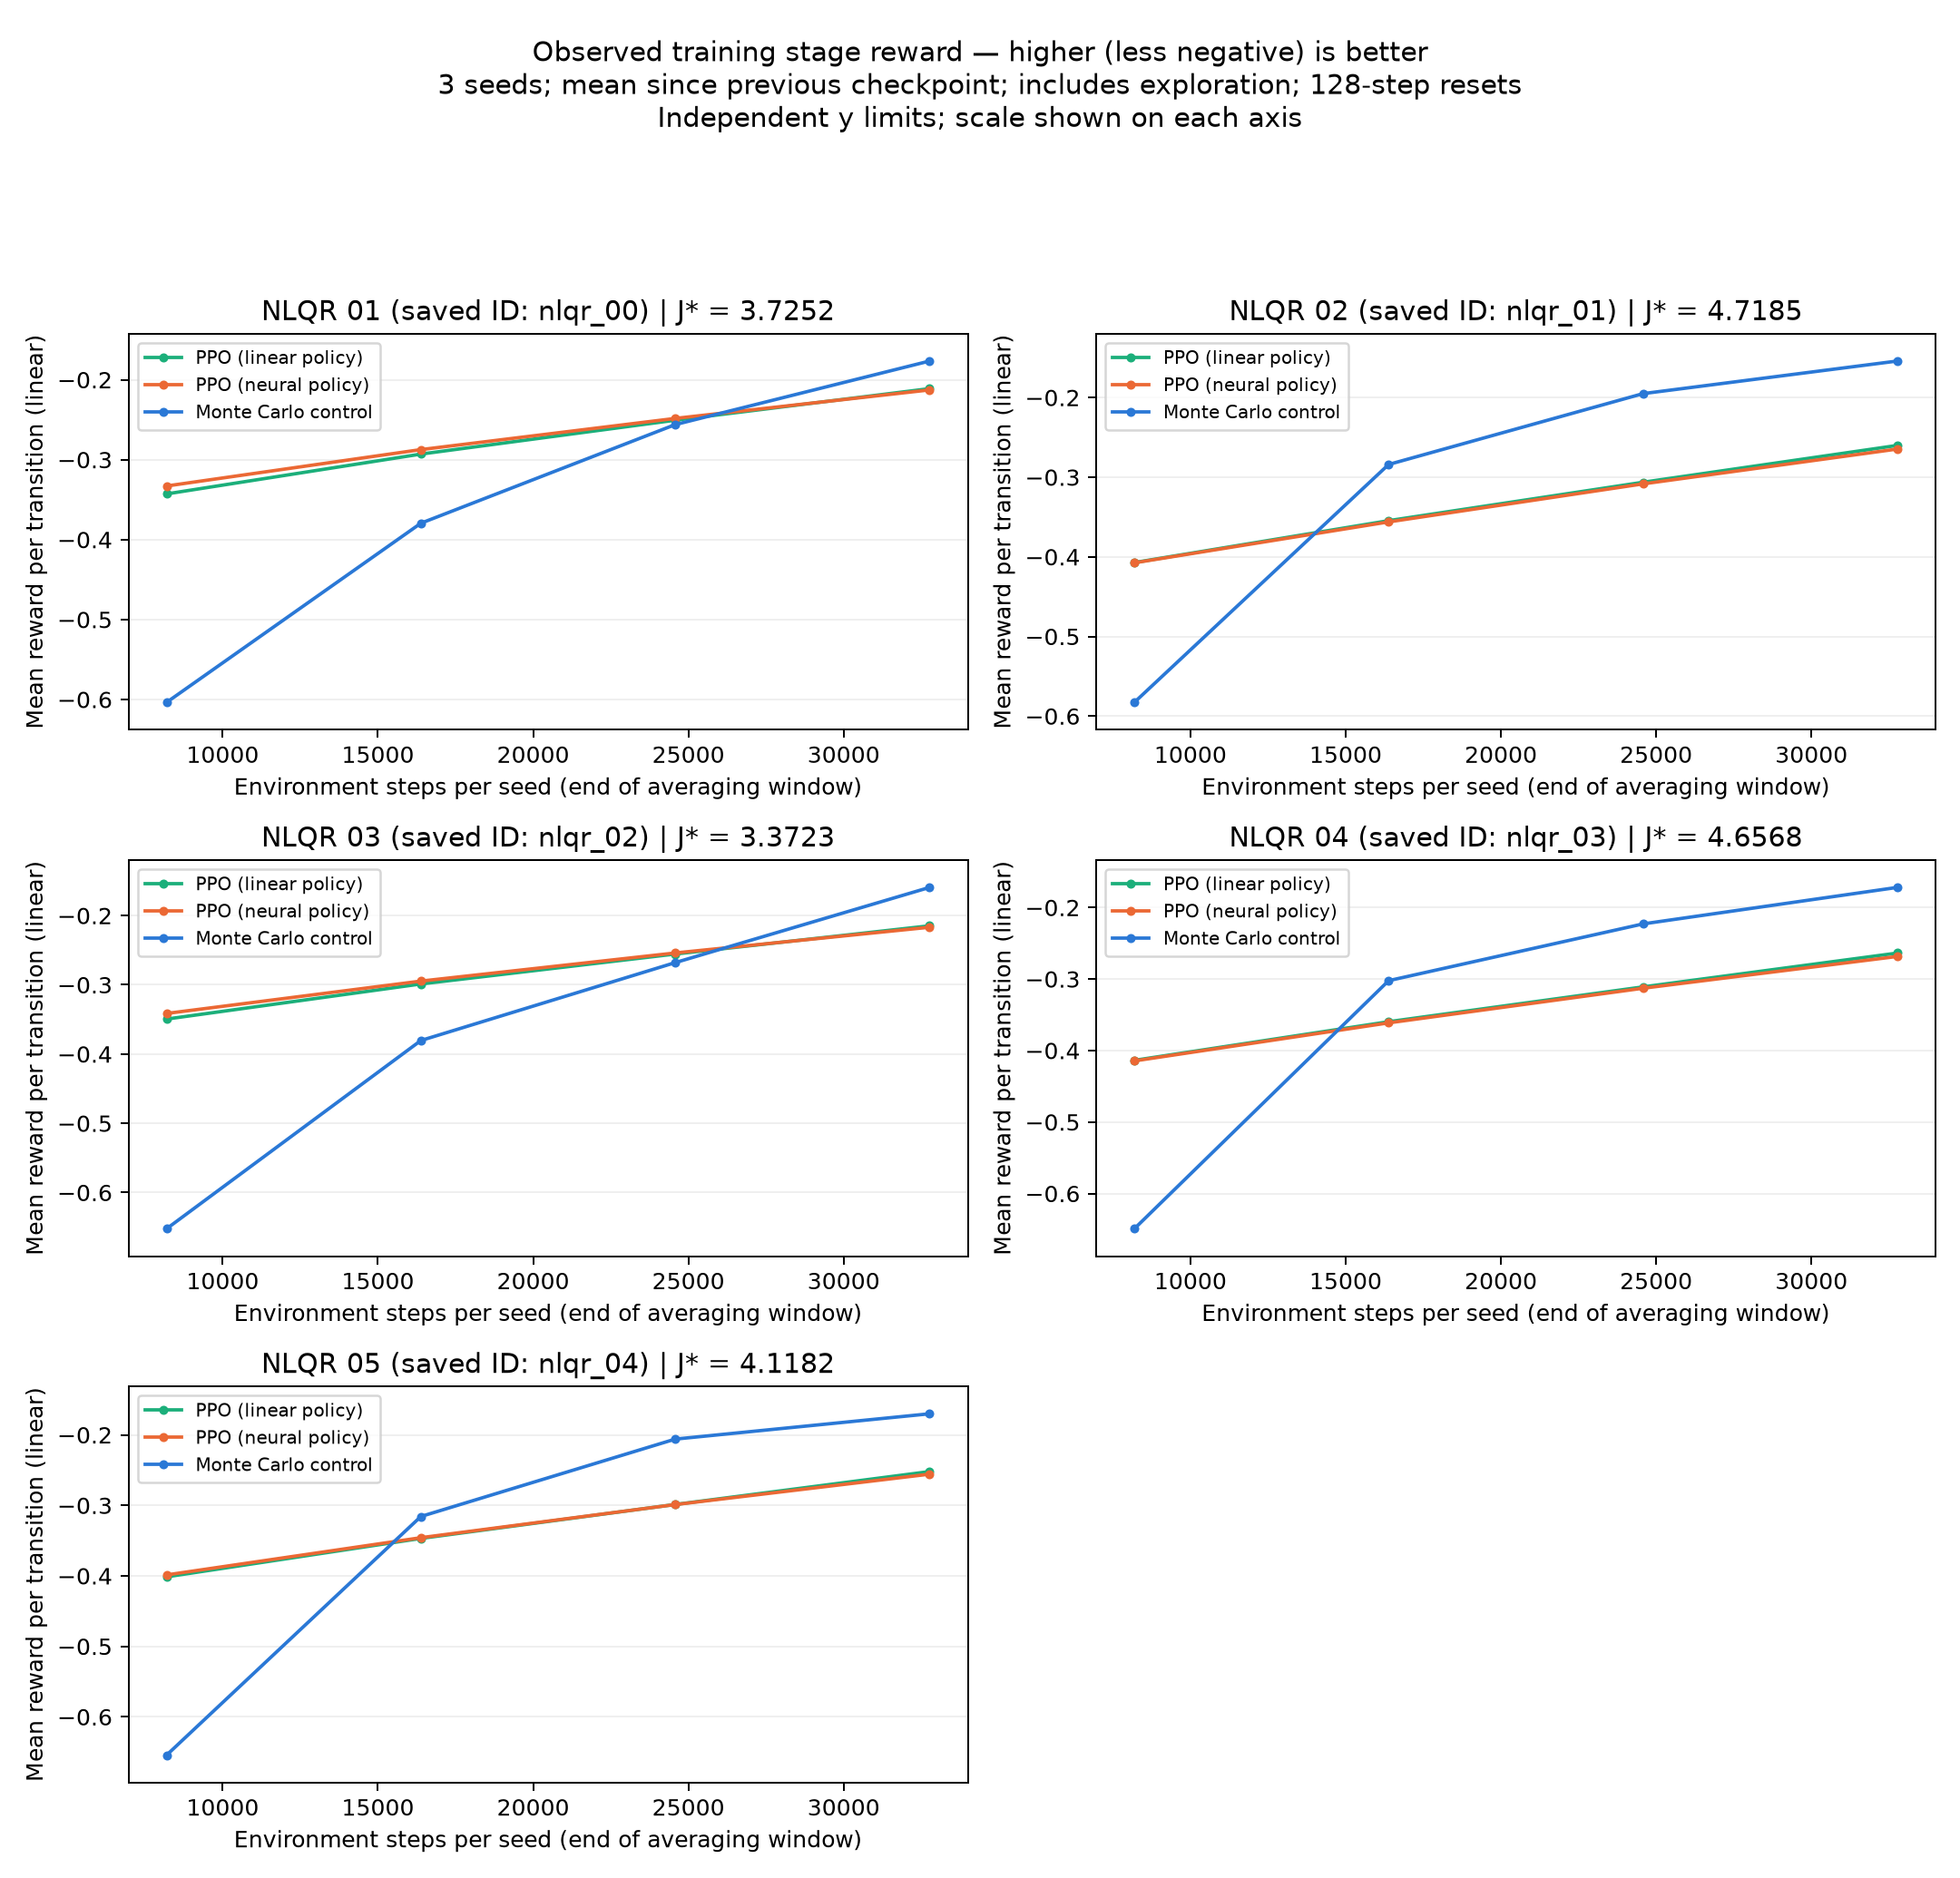 Observed training stage reward — higher (less negative) is better
3 seeds; mean since previous checkpoint; includes exploration; 128-step resets
Independent y limits; scale shown on each axis
NLQR 01 (saved ID: nlqr_00) | J* = 3.7252
Mean reward per transition (linear)
−0.2
−0.3
−0.4
−0.5
−0.6
PPO (linear policy)
PPO (neural policy)
Monte Carlo control
10000 15000 20000 25000 30000
Environment steps per seed (end of averaging window)
NLQR 02 (saved ID: nlqr_01) | J* = 4.7185
Mean reward per transition (linear)
−0.2
−0.3
−0.4
−0.5
−0.6
PPO (linear policy)
PPO (neural policy)
Monte Carlo control
10000 15000 20000 25000 30000
Environment steps per seed (end of averaging window)
NLQR 03 (saved ID: nlqr_02) | J* = 3.3723
Mean reward per transition (linear)
−0.2
−0.3
−0.4
−0.5
−0.6
PPO (linear policy)
PPO (neural policy)
Monte Carlo control
10000 15000 20000 25000 30000
Environment steps per seed (end of averaging window)
NLQR 04 (saved ID: nlqr_03) | J* = 4.6568
Mean reward per transition (linear)
−0.2
−0.3
−0.4
−0.5
−0.6
PPO (linear policy)
PPO (neural policy)
Monte Carlo control
10000 15000 20000 25000 30000
Environment steps per seed (end of averaging window)
NLQR 05 (saved ID: nlqr_04) | J* = 4.1182
Mean reward per transition (linear)
−0.2
−0.3
−0.4
−0.5
−0.6
PPO (linear policy)
PPO (neural policy)
Monte Carlo control
10000 15000 20000 25000 30000
Environment steps per seed (end of averaging window)